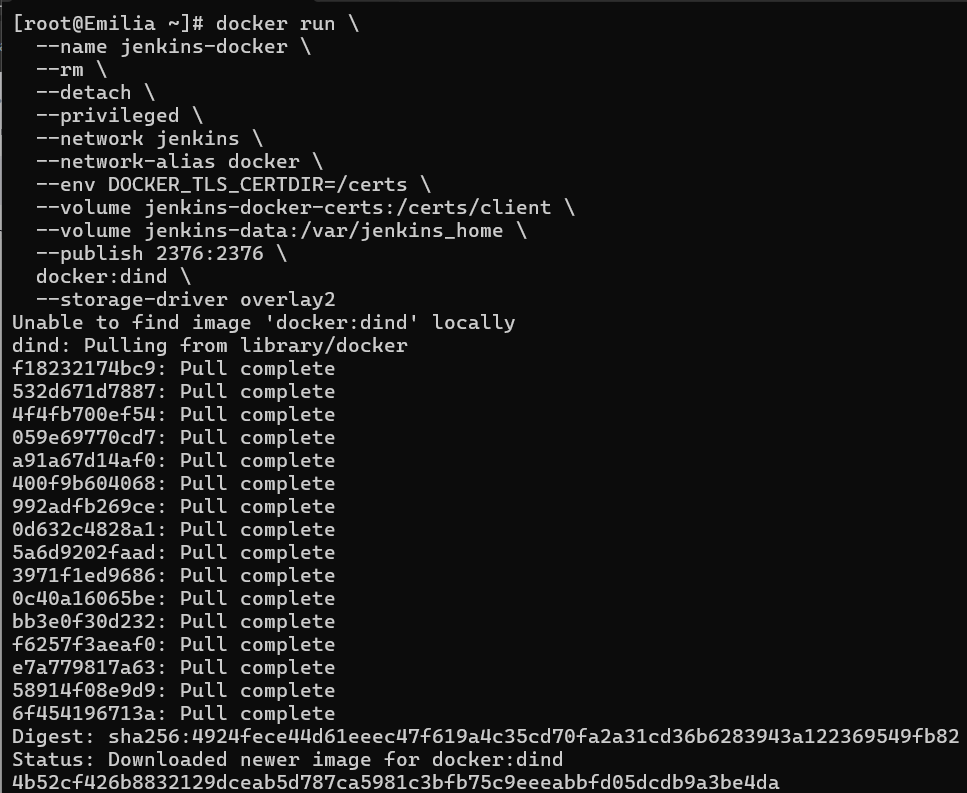 [root@Emilia ~]# docker run \
  --name jenkins-docker \
  --rm \
  --detach \
  --privileged \
  --network jenkins \
  --network-alias docker \
  --env DOCKER_TLS_CERTDIR=/certs \
  --volume jenkins-docker-certs:/certs/client \
  --volume jenkins-data:/var/jenkins_home \
  --publish 2376:2376 \
  docker:dind \
  --storage-driver overlay2
Unable to find image 'docker:dind' locally
dind: Pulling from library/docker
f18232174bc9: Pull complete
532d671d7887: Pull complete
4f4fb700ef54: Pull complete
059e69770cd7: Pull complete
a91a67d14af0: Pull complete
400f9b604068: Pull complete
992adfb269ce: Pull complete
0d632c4828a1: Pull complete
5a6d9202faad: Pull complete
3971f1ed9686: Pull complete
0c40a16065be: Pull complete
bb3e0f30d232: Pull complete
f6257f3aeaf0: Pull complete
e7a779817a63: Pull complete
58914f08e9d9: Pull complete
6f454196713a: Pull complete
Digest: sha256:4924fece44d61eeec47f619a4c35cd70fa2a31cd36b6283943a122369549fb82
Status: Downloaded newer image for docker:dind
4b52cf426b8832129dceab5d787ca5981c3bfb75c9eeeabbfd05dcdb9a3be4da